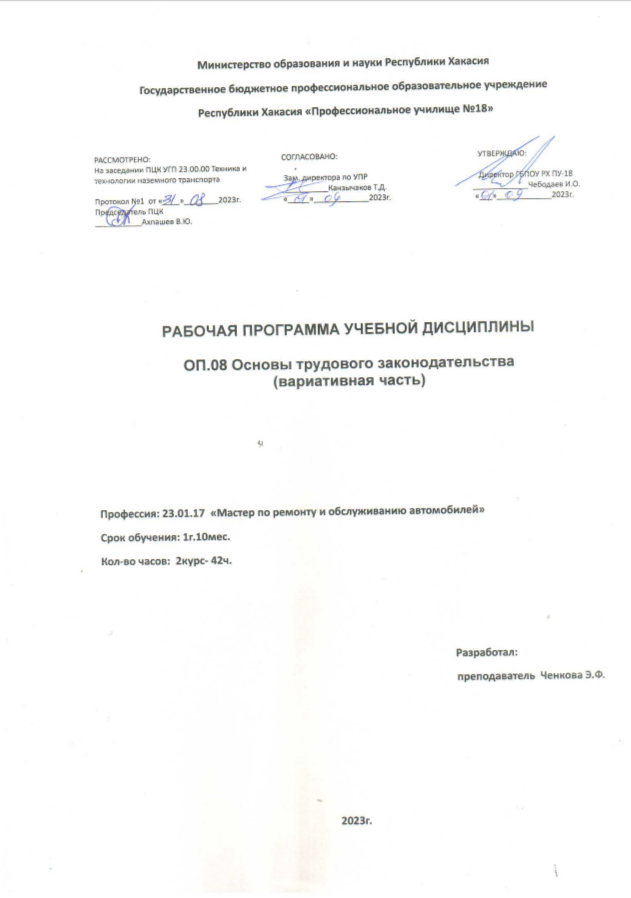 Министерство образования и науки Республики Хакасия
Государственное бюджетное профессиональное образовательное учреждение
Республики Хакасия «Профессиональное училище №18»
РАССМОТРЕНО:
На заседании ПЦК УГП 23.00.00 Техника и
технологии наземного транспорта
Протокол №1 от «31» 08 2023г.
Председатель ПЦК
Акпашев В.Ю.
СОГЛАСОВАНО:
Зам. директора по УПР
Канзычаков Т.Д.
« 01 » 09 2023г.
УТВЕРЖДАЮ:
Директор ГБПОУ РХ ПУ-18
Чебодаев И.О.
« 01 » 09 2023г.
РАБОЧАЯ ПРОГРАММА УЧЕБНОЙ ДИСЦИПЛИНЫ
ОП.08 Основы трудового законодательства
(вариативная часть)
Профессия: 23.01.17 «Мастер по ремонту и обслуживанию автомобилей»
Срок обучения: 1г.10мес.
Кол-во часов: 2курс- 42ч.
Разработал:
преподаватель Ченкова Э.Ф.
2023г.